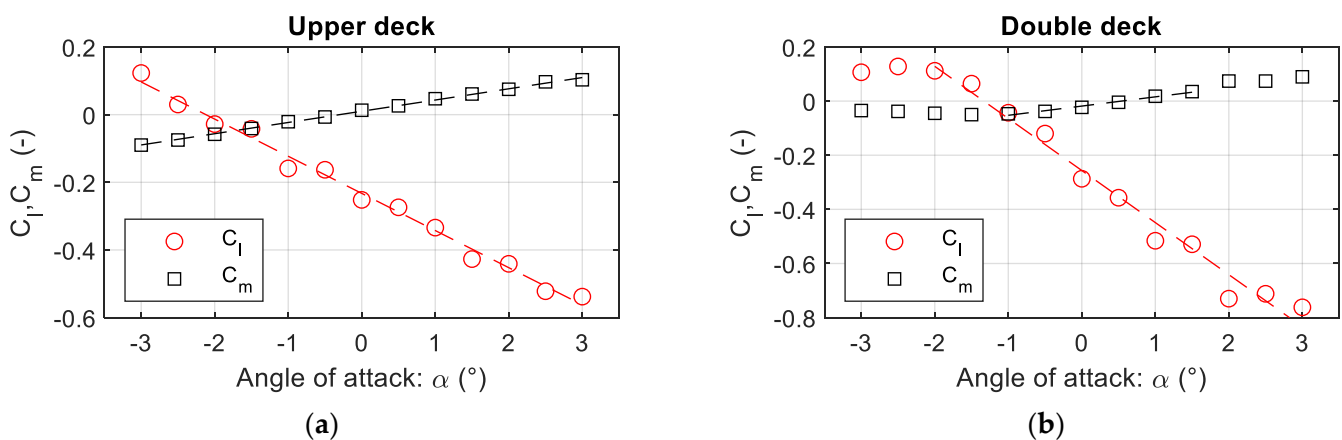 Upper deck
0.2
0
-0.2
-0.4
-0.6
C_l, C_m (-)
C_l
C_m
-3 -2 -1 0 1 2 3
Angle of attack: α (°)
(a)
Double deck
0.2
0
-0.2
-0.4
-0.6
-0.8
C_l, C_m (-)
C_l
C_m
-3 -2 -1 0 1 2 3
Angle of attack: α (°)
(b)